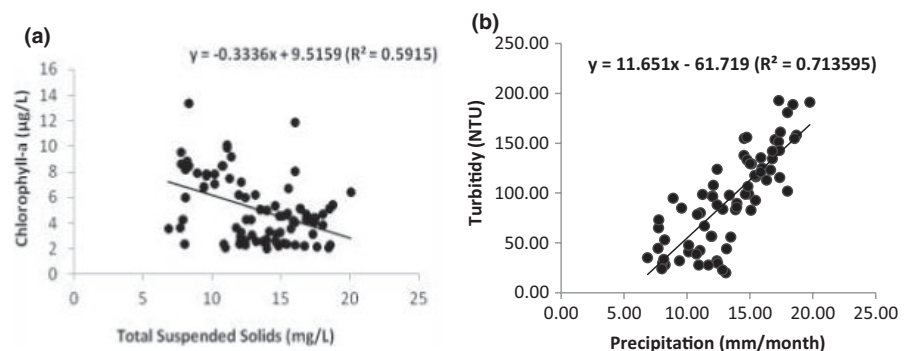 (a)
y = -0.3336x + 9.5159 (R² = 0.5915)
16
14
12
10
8
6
4
2
0
Chlorophyll-a (µg/L)
0 5 10 15 20 25
Total Suspended Solids (mg/L)
(b)
250.00
200.00
150.00
100.00
50.00
0.00
y = 11.651x - 61.719 (R² = 0.713595)
Turbitidy (NTU)
0.00 5.00 10.00 15.00 20.00 25.00
Precipitation (mm/month)